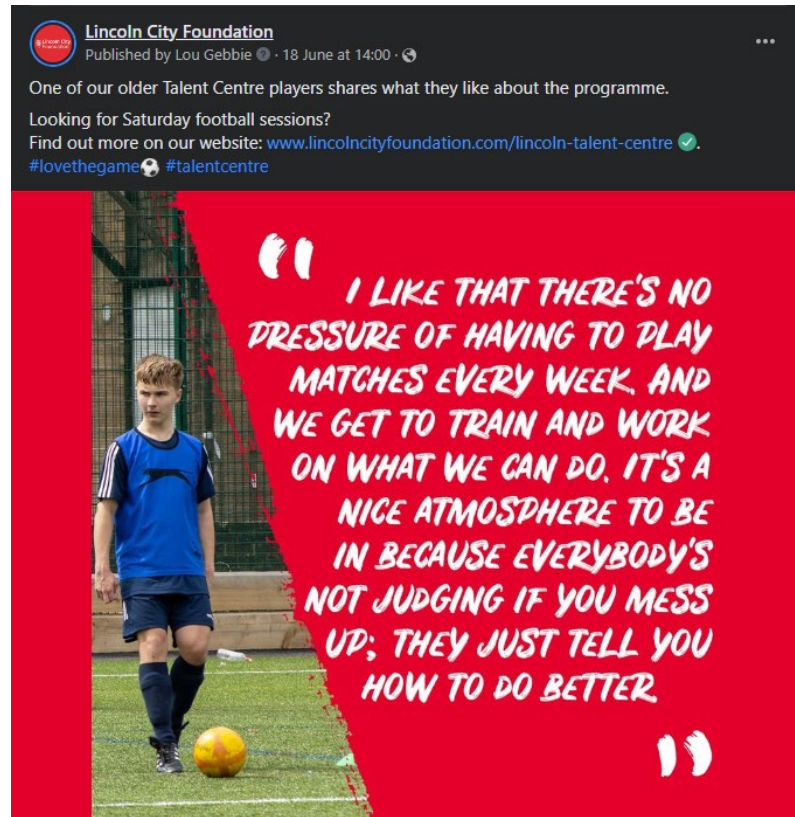 Lincoln City Foundation
Published by Lou Gebbie · 18 June at 14:00 ·
One of our older Talent Centre players shares what they like about the programme.
Looking for Saturday football sessions?
Find out more on our website: www.lincolncityfoundation.com/lincoln-talent-centre .
#lovethegame⚽ #talentcentre
"
I LIKE THAT THERE'S NO
PRESSURE OF HAVING TO PLAY
MATCHES EVERY WEEK. AND
WE GET TO TRAIN AND WORK
ON WHAT WE CAN DO. IT'S A
NICE ATMOSPHERE TO BE
IN BECAUSE EVERYBODY'S
NOT JUDGING IF YOU MESS
UP; THEY JUST TELL YOU
HOW TO DO BETTER.
"